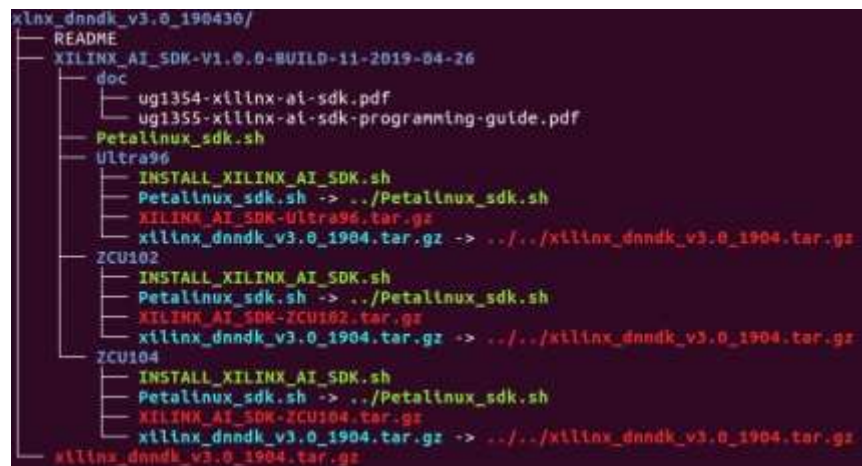 xlnx_dnndk_v3.0_190430/
├── README
├── XILINX_AI_SDK-V1.0.0-BUILD-11-2019-04-26
│   ├── doc
│   │   ├── ug1354-xilinx-ai-sdk.pdf
│   │   └── ug1355-xilinx-ai-sdk-programming-guide.pdf
│   ├── Petalinux_sdk.sh
│   ├── Ultra96
│   │   ├── INSTALL_XILINX_AI_SDK.sh
│   │   ├── Petalinux_sdk.sh -> ../Petalinux_sdk.sh
│   │   ├── XILINX_AI_SDK-Ultra96.tar.gz
│   │   └── xilinx_dnndk_v3.0_1904.tar.gz -> ../../xilinx_dnndk_v3.0_1904.tar.gz
│   ├── ZCU102
│   │   ├── INSTALL_XILINX_AI_SDK.sh
│   │   ├── Petalinux_sdk.sh -> ../Petalinux_sdk.sh
│   │   ├── XILINX_AI_SDK-ZCU102.tar.gz
│   │   └── xilinx_dnndk_v3.0_1904.tar.gz -> ../../xilinx_dnndk_v3.0_1904.tar.gz
│   └── ZCU104
│       ├── INSTALL_XILINX_AI_SDK.sh
│       ├── Petalinux_sdk.sh -> ../Petalinux_sdk.sh
│       ├── XILINX_AI_SDK-ZCU104.tar.gz
│       └── xilinx_dnndk_v3.0_1904.tar.gz -> ../../xilinx_dnndk_v3.0_1904.tar.gz
└── xilinx_dnndk_v3.0_1904.tar.gz